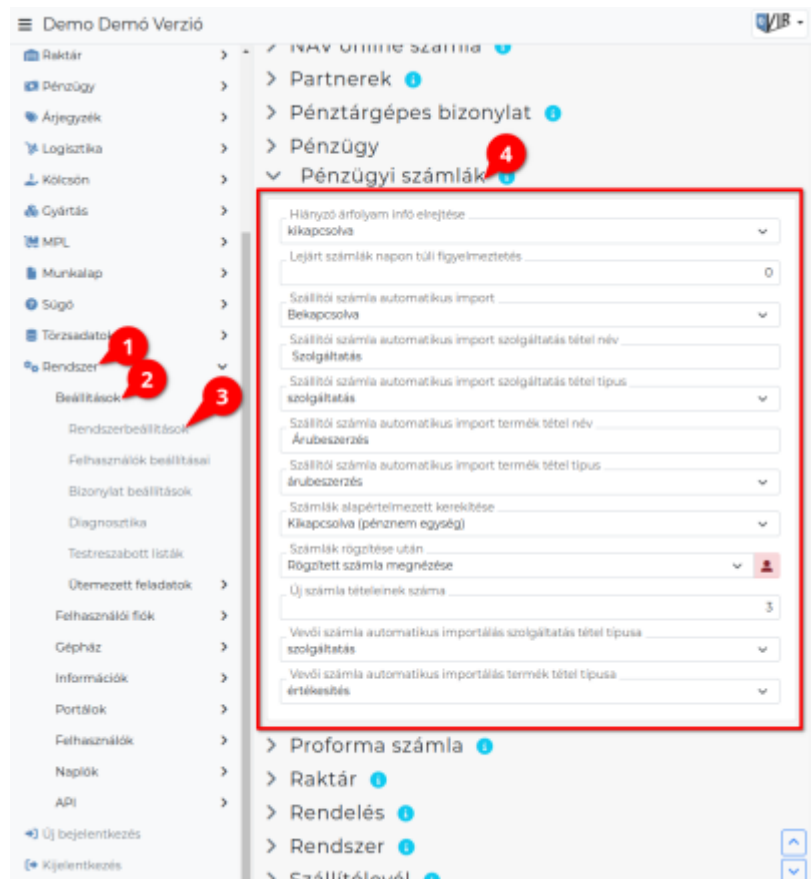 Demo Demó Verzió
VIR
Raktár
Pénzügy
Árjegyzék
Logisztika
Kölcsön
Gyártás
MPL
Munkalap
Súgó
Törzsadatok
1
Rendszer
2
Beállítások
3
Rendszerbeállítások
Felhasználók beállításai
Bizonylat beállítások
Diagnosztika
Testreszabott listák
Ütemezett feladatok
Felhasználói fiók
Gépház
Információk
Portálok
Felhasználók
Naplók
API
Új bejelentkezés
Kijelentkezés
NAV online számla
Partnerek
Pénztárgépes bizonylat
Pénzügy
4
Pénzügyi számlák
Hiányzó árfolyam infó elrejtése
kikapcsolva
Lejárt számlák napon túli figyelmeztetés
0
Szállítói számla automatikus import
Bekapcsolva
Szállítói számla automatikus import szolgáltatás tétel név
Szolgáltatás
Szállítói számla automatikus import szolgáltatás tétel típus
szolgáltatás
Szállítói számla automatikus import termék tétel név
Árubeszerzés
Szállítói számla automatikus import termék tétel típus
árubeszerzés
Számlák alapértelmezett kerekítése
Kikapcsolva (pénznem egység)
Számlák rögzítése után
Rögzített számla megnézése
Új számla tételeinek száma
3
Vevői számla automatikus importálás szolgáltatás tétel típusa
szolgáltatás
Vevői számla automatikus importálás termék tétel típusa
értékesítés
Proforma számla
Raktár
Rendelés
Rendszer
Szállítólevél